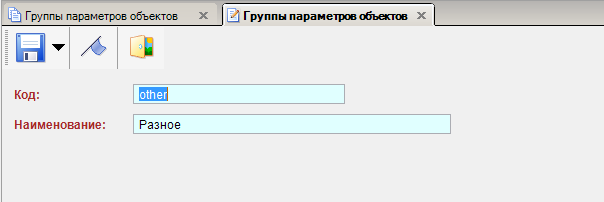 Группы параметров объектов Группы параметров объектов
Код: other
Наименование: Разное